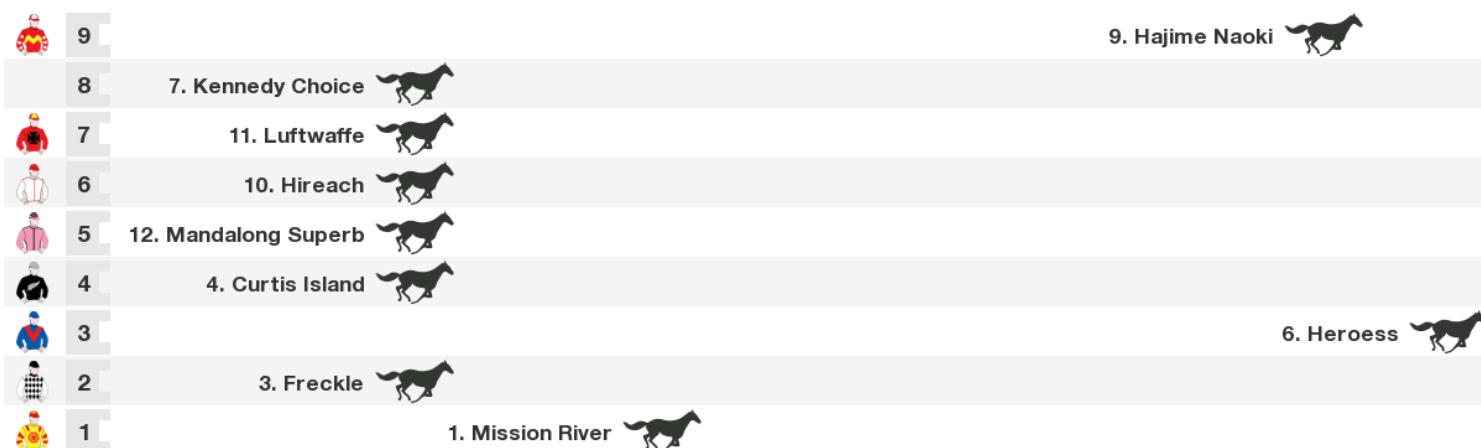 9 9. Hajime Naoki
8 7. Kennedy Choice
7 11. Luftwaffe
6 10. Hireach
5 12. Mandalong Superb
4 4. Curtis Island
3 6. Heroess
2 3. Freckle
1 1. Mission River